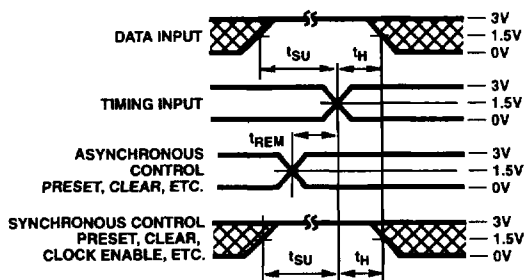 3V
DATA INPUT
1.5V
0V
tSU
tH
3V
TIMING INPUT
1.5V
0V
tREM
ASYNCHRONOUS
CONTROL
PRESET, CLEAR, ETC.
3V
1.5V
0V
SYNCHRONOUS CONTROL
PRESET, CLEAR,
CLOCK ENABLE, ETC.
3V
1.5V
0V
tSU
tH